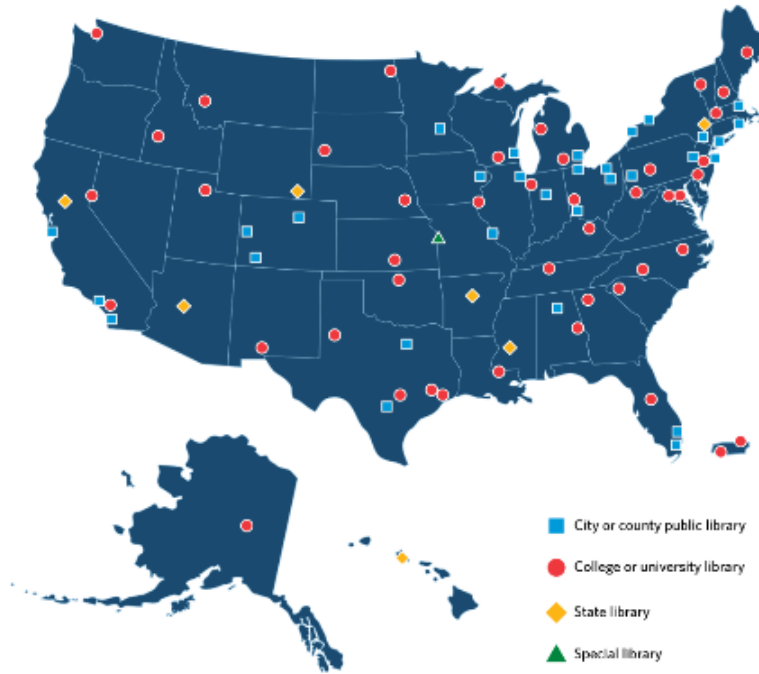 City or county public library
College or university library
State library
Special library